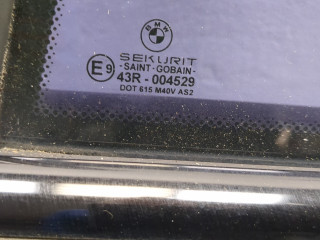 BMW
SEKURIT
· SAINT - GOBAIN ·
E9 43R - 004529
DOT 615 M40V AS2